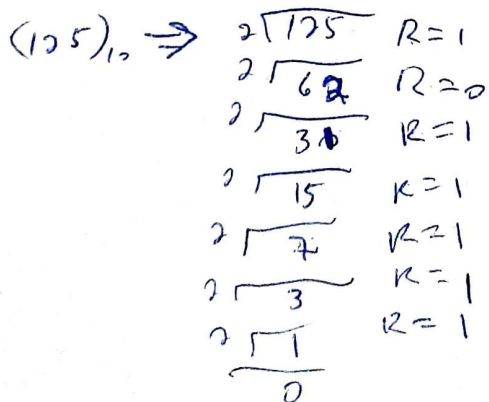 (125)₁₀ ⇒ 2 125 R=1
2 62 R=0
2 31 R=1
2 15 R=1
2 7 R=1
2 3 R=1
2 1 R=1
0